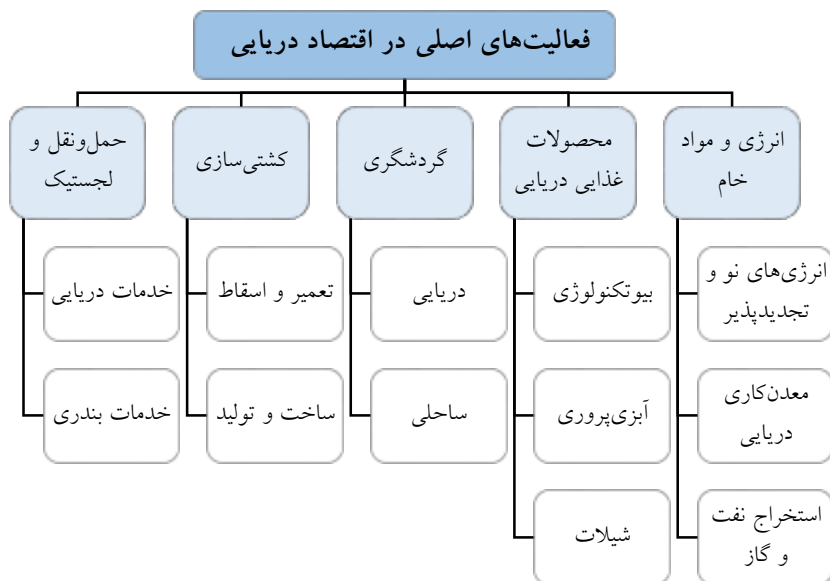 فعالیت‌های اصلی در اقتصاد دریایی
انرژی و مواد
خام
محصولات
غذایی دریایی
گردشگری
کشتی‌سازی
حمل‌ونقل و
لجستیک
انرژی‌های نو و
تجدیدپذیر
بیوتکنولوژی
دریایی
تعمیر و اسقاط
خدمات دریایی
معدن‌کاری
دریایی
آبزی‌پروری
ساحلی
ساخت و تولید
خدمات بندری
استخراج نفت
و گاز
شیلات